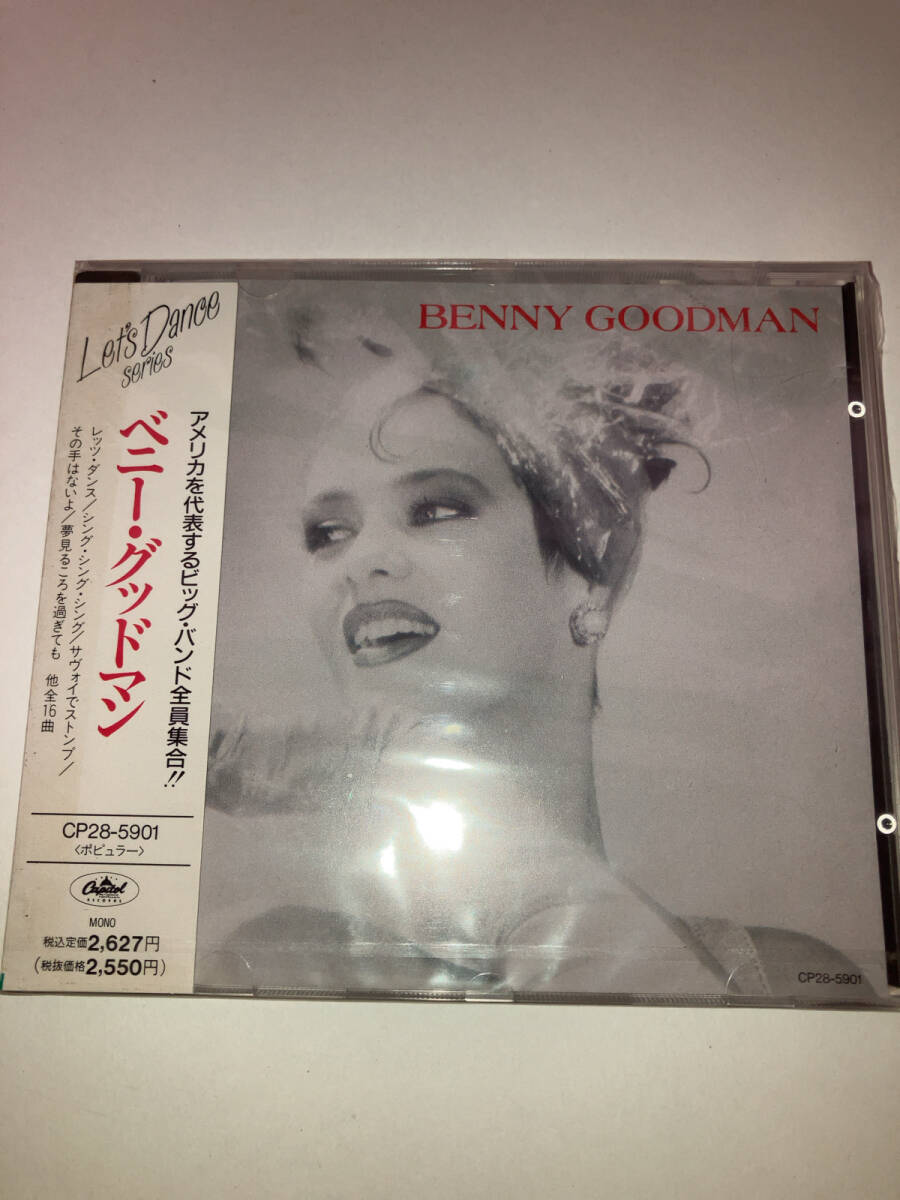 Let's Dance
series
ベニー・グッドマン
アメリカを代表するビッグ・バンド全員集合!!
レッツ・ダンス/シング・シング・シング/サヴォイでストンプ/
その手はないよ/夢見るころを過ぎても 他全16曲
CP28-5901
〈ポピュラー〉
Capitol
RECORDS
MONO
税込定価2,627円
(税抜価格2,550円)
BENNY GOODMAN
CP28-5901